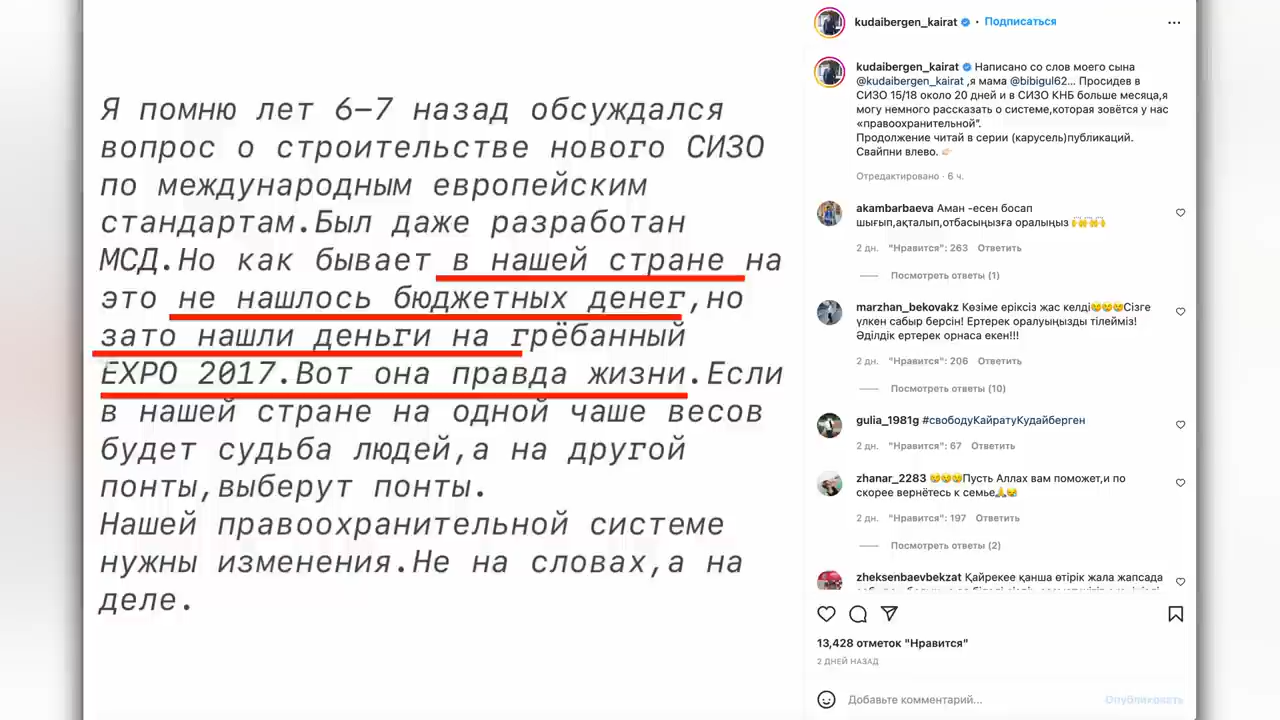 Я помню лет 6–7 назад обсуждался
вопрос о строительстве нового СИЗО
по международным европейским
стандартам.Был даже разработан
МСД.Но как бывает в нашей стране на
это не нашлось бюджетных денег,но
зато нашли деньги на грёбанный
EXPO 2017.Вот она правда жизни.Если
в нашей стране на одной чаше весов
будет судьба людей,а на другой
понты,выберут понты.
Нашей правоохранительной системе
нужны изменения.Не на словах,а на
деле.
kudaibergen_kairat • Подписаться
kudaibergen_kairat Написано со слов моего сына
@kudaibergen_kairat ,я мама @bibigul62... Просидев в
СИЗО 15/18 около 20 дней и в СИЗО КНБ больше месяца,я
могу немного рассказать о системе,которая зовётся у нас
«правоохранительной".
Продолжение читай в серии (карусель)публикаций.
Свайпни влево. 👈🏻
Отредактировано · 6 ч.
akambarbaeva Аман -есен босап
шығып,ақталып,отбасыңызға оралыңыз 🙌🙌🙌
2 дн. "Нравится": 263 Ответить
Посмотреть ответы (1)
marzhan_bekovakz Көзіме еріксіз жас келді😢😢😢Сізге
үлкен сабыр берсін! Ертерек оралуыңызды тілейміз!
Әділдік ертерек орнаса екен!!!
2 дн. "Нравится": 206 Ответить
Посмотреть ответы (10)
gulia_1981g #свободуКайратуКудайберген
2 дн. "Нравится": 67 Ответить
zhanar_2283 😢😢😢Пусть Аллах вам поможет,и по
скорее вернётесь к семье🙏😭
2 дн. "Нравится": 197 Ответить
Посмотреть ответы (2)
zheksenbaevbekzat Қайрекее қанша өтірік жала жапсада
13,428 отметок "Нравится"
2 ДНЕЙ НАЗАД
Добавьте комментарий...
Опубликовать